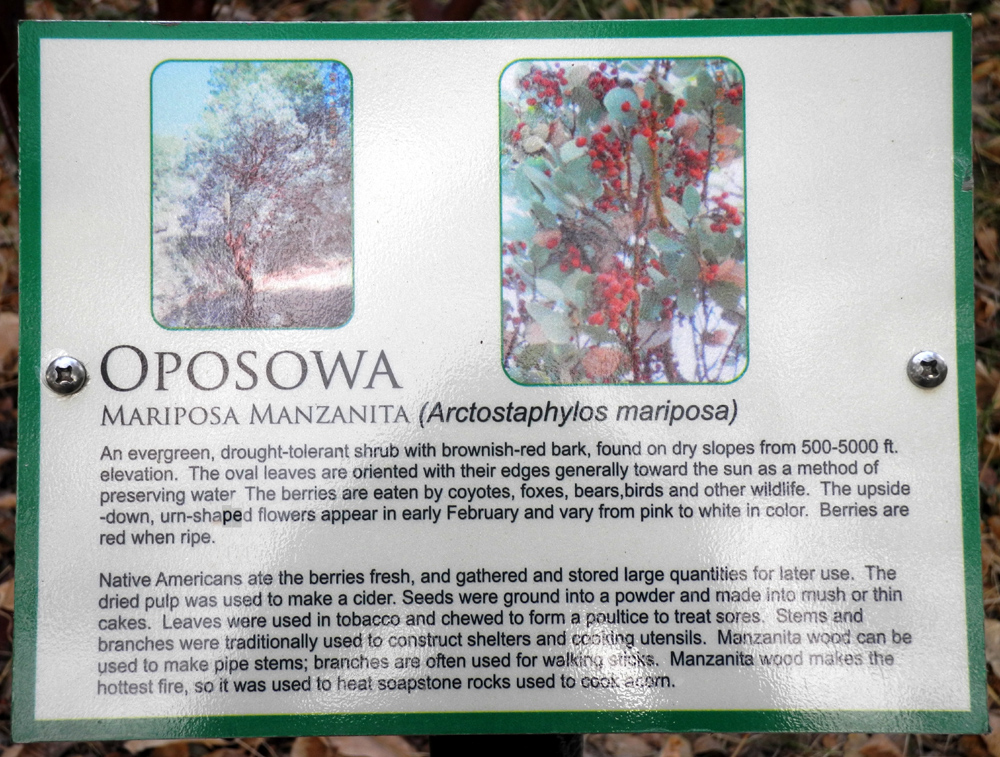 OPOSOWA
MARIPOSA MANZANITA (Arctostaphylos mariposa)
An evergreen, drought-tolerant shrub with brownish-red bark, found on dry slopes from 500-5000 ft.
elevation. The oval leaves are oriented with their edges generally toward the sun as a method of
preserving water The berries are eaten by coyotes, foxes, bears,birds and other wildlife. The upside
-down, urn-shaped flowers appear in early February and vary from pink to white in color. Berries are
red when ripe.
Native Americans ate the berries fresh, and gathered and stored large quantities for later use. The
dried pulp was used to make a cider. Seeds were ground into a powder and made into mush or thin
cakes. Leaves were used in tobacco and chewed to form a poultice to treat sores. Stems and
branches were traditionally used to construct shelters and cooking utensils. Manzanita wood can be
used to make pipe stems; branches are often used for walking sticks. Manzanita wood makes the
hottest fire, so it was used to heat soapstone rocks used to cook acorn.